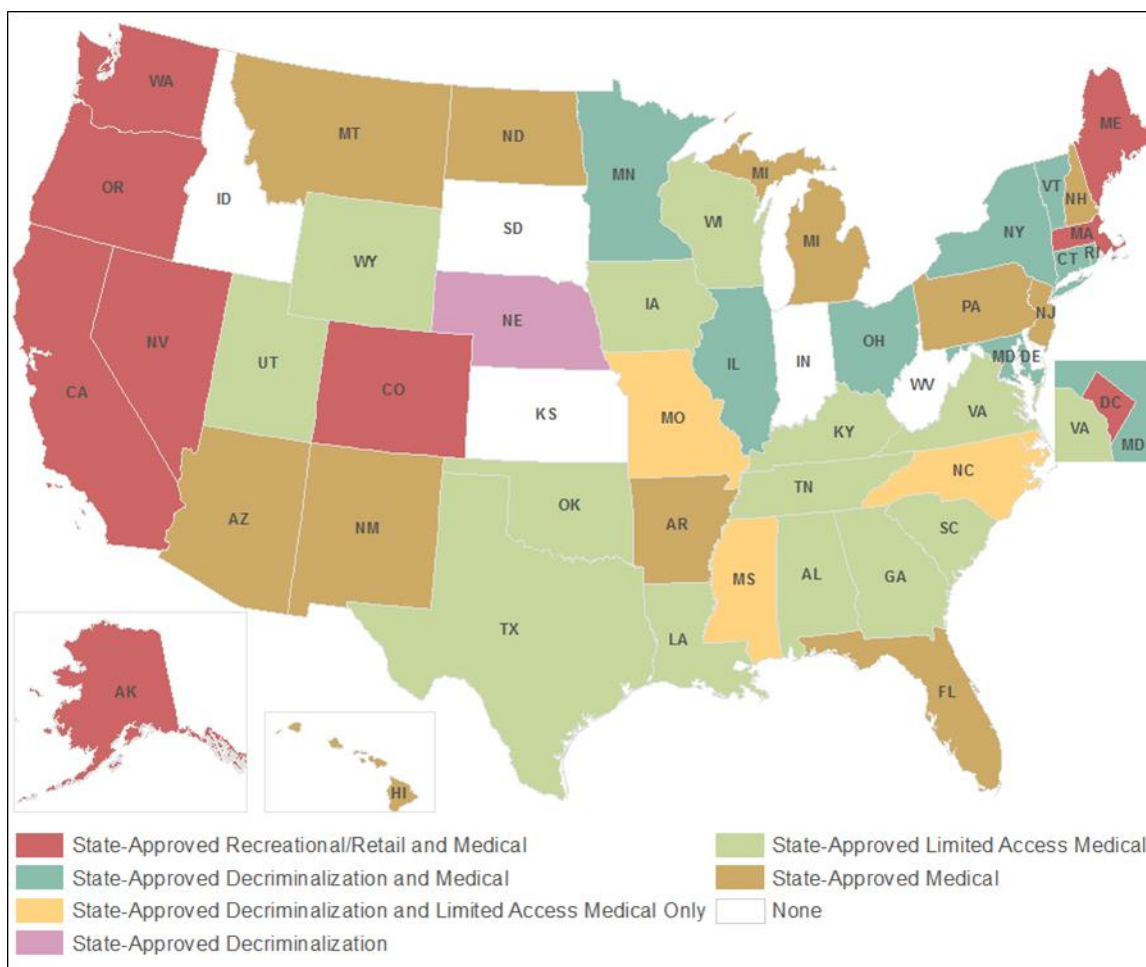 WA
ME
MT
ND
VT
OR
MN
MI
NH
ID
NY
SD
WI
MA
MI
CT RI
WY
IA
PA
NJ
NE
NV
IL
IN
OH
MD DE
UT
CO
WV
CA
KS
MO
VA
KY
DC
VA
MD
NC
TN
OK
AZ
NM
AR
SC
MS
AL
GA
TX
LA
AK
FL
HI
State-Approved Recreational/Retail and Medical
State-Approved Decriminalization and Medical
State-Approved Decriminalization and Limited Access Medical Only
State-Approved Decriminalization
State-Approved Limited Access Medical
State-Approved Medical
None